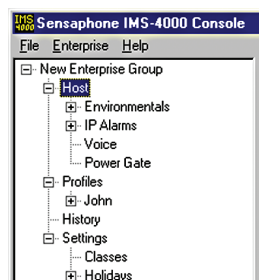 IMS 4000 Sensaphone IMS-4000 Console
File Enterprise Help
New Enterprise Group
Host
Environmentals
IP Alarms
Voice
Power Gate
Profiles
John
History
Settings
Classes
Holidays